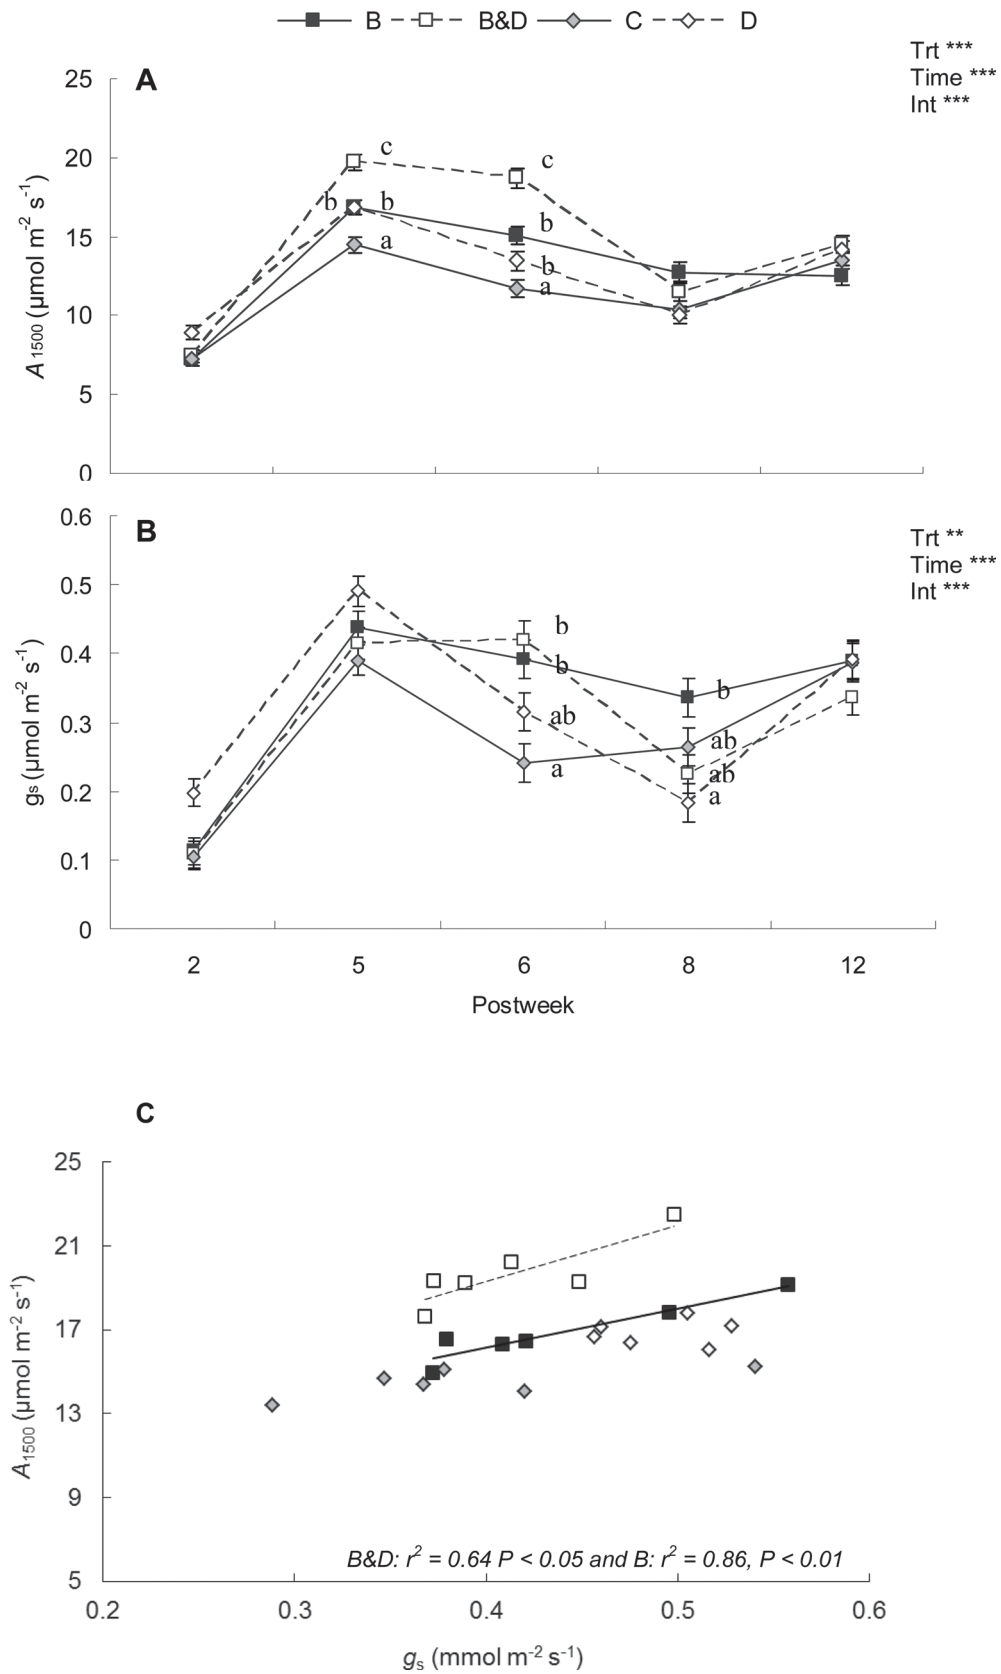 B B&D C D
Trt ***
Time ***
Int ***
A
25
20
15
10
5
0
A1500 (µmol m-2 s-1)
c
c
b b
b
a
b
a
B
Trt **
Time ***
Int ***
0.6
0.5
0.4
0.3
0.2
0.1
0
gs (µmol m-2 s-1)
b
b
b
ab
ab
a
ab
a
2 5 6 8 12
Postweek
C
25
21
17
13
9
5
A1500 (µmol m-2 s-1)
B&D: r2 = 0.64 P < 0.05 and B: r2 = 0.86, P < 0.01
0.2 0.3 0.4 0.5 0.6
gs (mmol m-2 s-1)